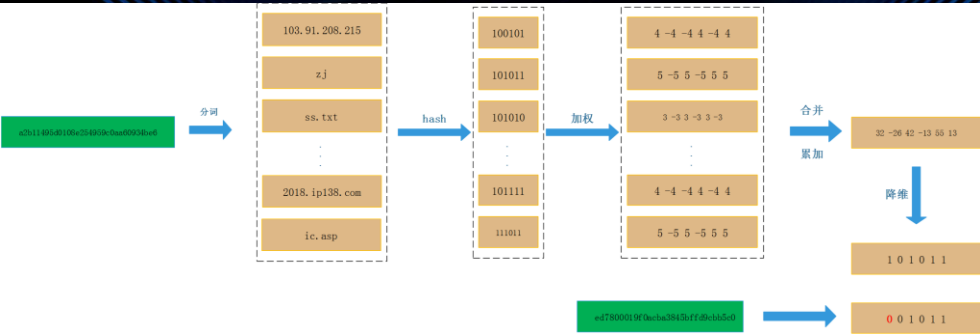 a2b11495d0106e254959c0aa60934be6
分词
103.91.208.215
zj
ss.txt
2018.ip138.com
ic.asp
hash
100101
101011
101010
101111
111011
加权
4 -4 -4 4 -4 4
5 -5 5 -5 5 5
3 -3 3 -3 3 -3
4 -4 -4 4 -4 4
5 -5 5 -5 5 5
合并
累加
32 -26 42 -13 55 13
降维
1 0 1 0 1 1
ed7800019f0acba3845bffd9cbb5c0
0 0 1 0 1 1